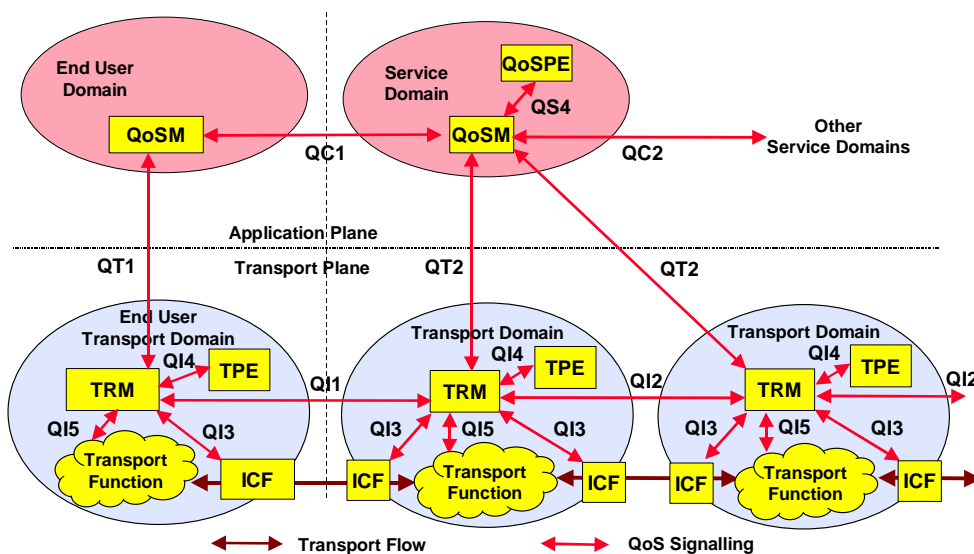 End User
Domain
QoSM
Service
Domain
QoSPE
QS4
QoSM
QC1
QC2
Other
Service Domains
Application Plane
Transport Plane
QT1
QT2
QT2
End User
Transport Domain
QI4
TPE
TRM
QI1
QI5
QI3
Transport
Function
ICF
Transport Domain
QI4
TPE
TRM
QI2
QI3
QI5
QI3
ICF
Transport
Function
ICF
Transport Domain
QI4
TPE
TRM
QI2
QI3
QI5
QI3
ICF
Transport
Function
ICF
Transport Flow
QoS Signalling